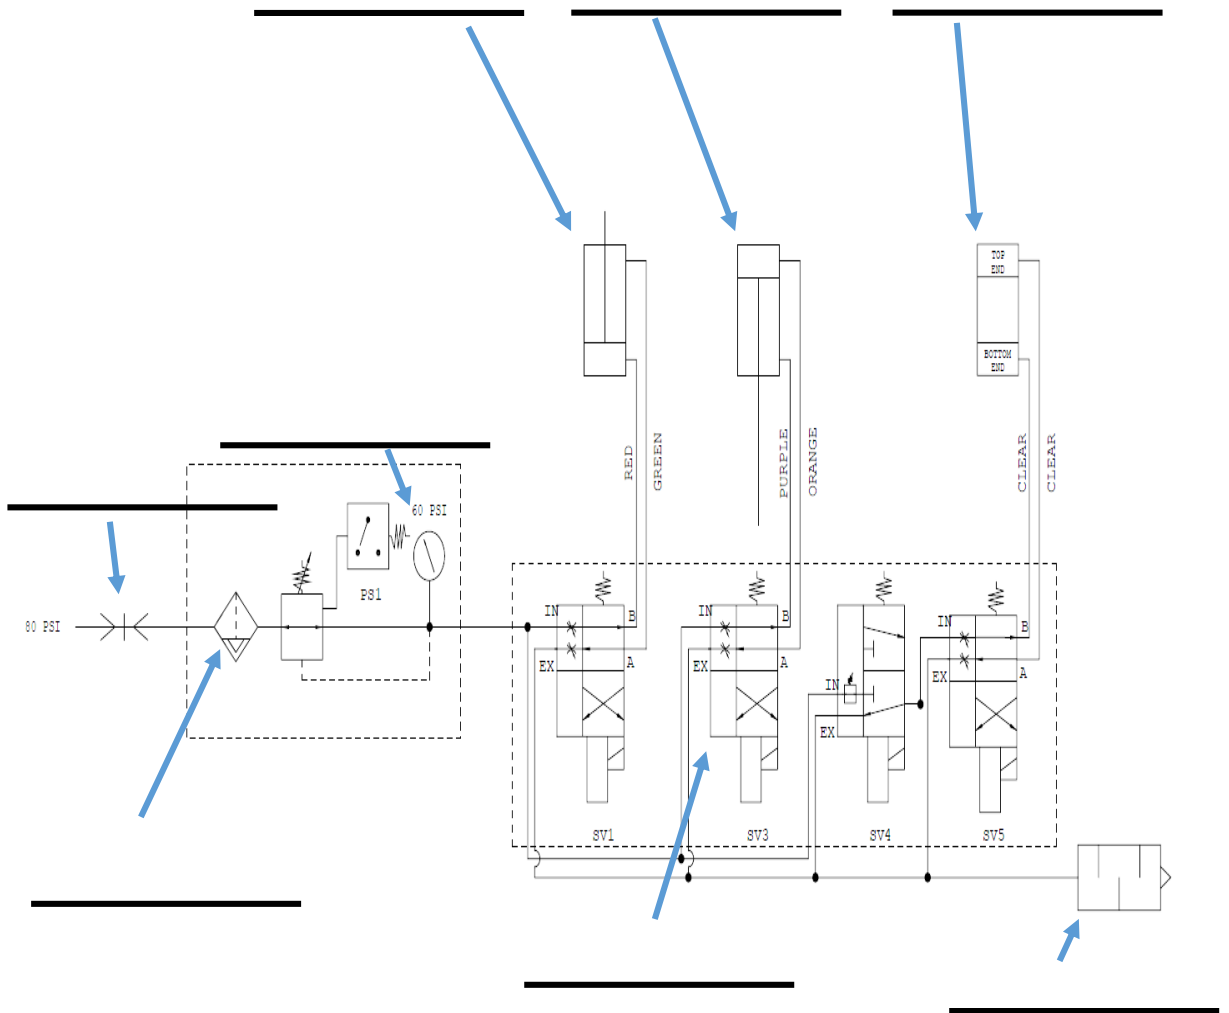 TOP
END
BOTTOM
END
RED
GREEN
PURPLE
ORANGE
CLEAR
CLEAR
60 PSI
PS1
80 PSI
IN
B
EX
A
SV1
IN
B
EX
A
SV3
IN
EX
SV4
IN
B
EX
A
SV5